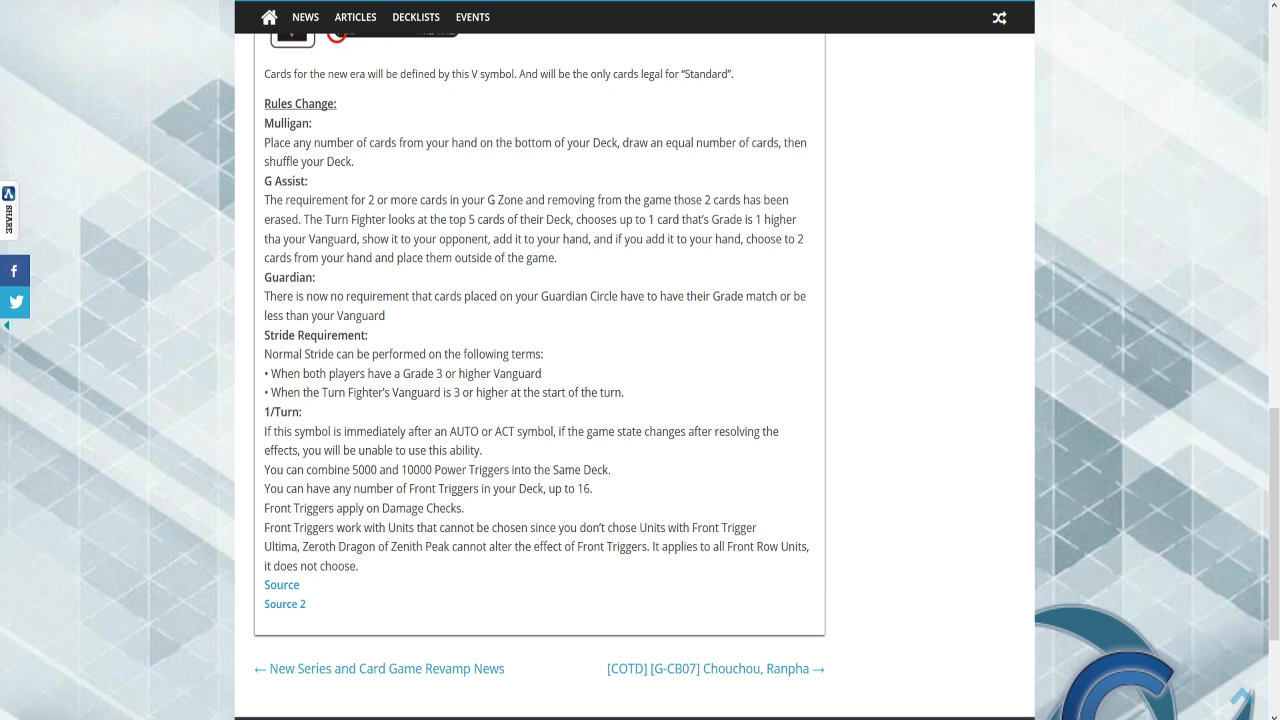 NEWS ARTICLES DECKLISTS EVENTS
Cards for the new era will be defined by this V symbol. And will be the only cards legal for “Standard”.
Rules Change:
Mulligan:
Place any number of cards from your hand on the bottom of your Deck, draw an equal number of cards, then
shuffle your Deck.
G Assist:
The requirement for 2 or more cards in your G Zone and removing from the game those 2 cards has been
erased. The Turn Fighter looks at the top 5 cards of their Deck, chooses up to 1 card that’s Grade is 1 higher
tha your Vanguard, show it to your opponent, add it to your hand, and if you add it to your hand, choose to 2
cards from your hand and place them outside of the game.
Guardian:
There is now no requirement that cards placed on your Guardian Circle have to have their Grade match or be
less than your Vanguard
Stride Requirement:
Normal Stride can be performed on the following terms:
• When both players have a Grade 3 or higher Vanguard
• When the Turn Fighter’s Vanguard is 3 or higher at the start of the turn.
1/Turn:
If this symbol is immediately after an AUTO or ACT symbol, if the game state changes after resolving the
effects, you will be unable to use this ability.
You can combine 5000 and 10000 Power Triggers into the Same Deck.
You can have any number of Front Triggers in your Deck, up to 16.
Front Triggers apply on Damage Checks.
Front Triggers work with Units that cannot be chosen since you don’t chose Units with Front Trigger
Ultima, Zeroth Dragon of Zenith Peak cannot alter the effect of Front Triggers. It applies to all Front Row Units,
it does not choose.
Source
Source 2
← New Series and Card Game Revamp News
[COTD] [G-CB07] Chouchou, Ranpha →
SHARE